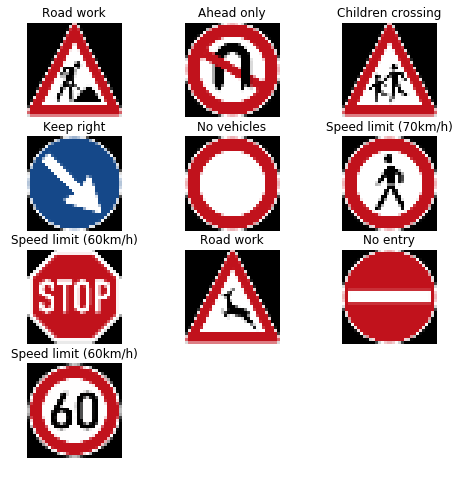 Road work
Ahead only
Children crossing
Keep right
No vehicles
Speed limit (70km/h)
Speed limit (60km/h)
Road work
No entry
STOP
Speed limit (60km/h)
60